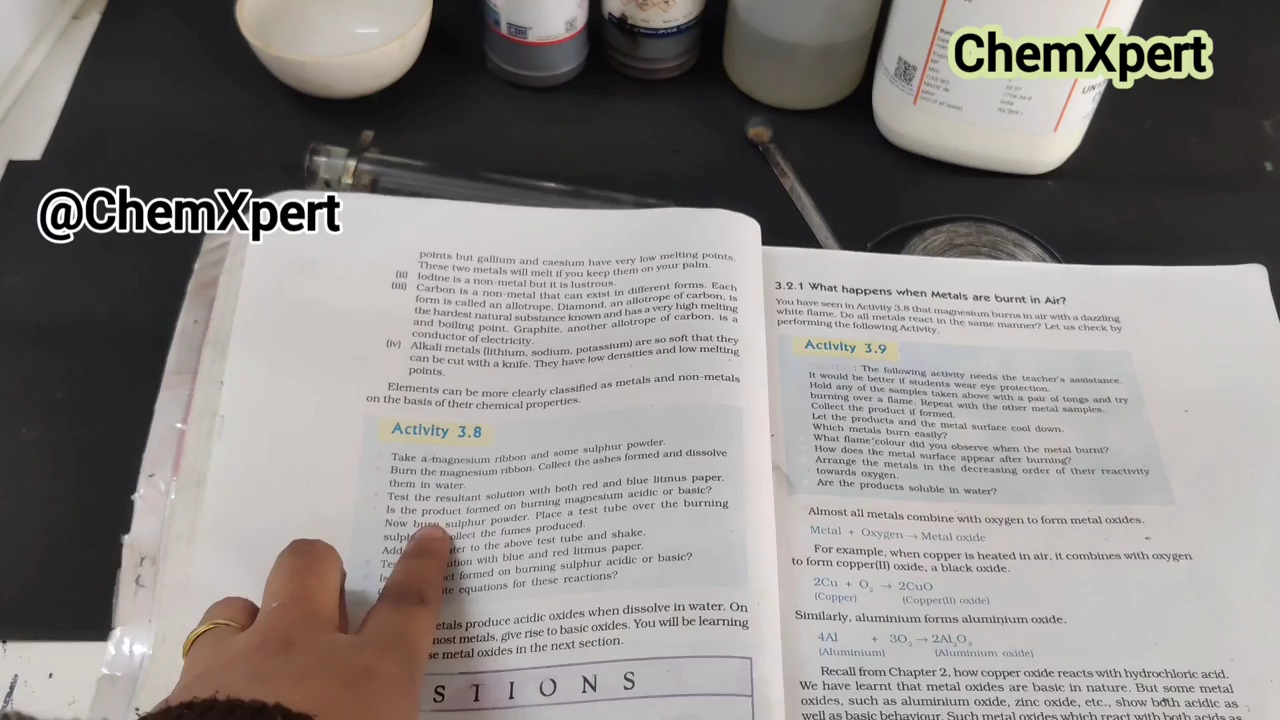 ChemXpert
@ChemXpert
CDH
MADE IN
UN
points but gallium and caesium have very low melting points.
These two metals will melt if you keep them on your palm.
(ii) Iodine is a non-metal but it is lustrous.
(iii) Carbon is a non-metal that can exist in different forms. Each
form is called an allotrope. Diamond, an allotrope of carbon, is
the hardest natural substance known and has a very high melting
and boiling point. Graphite, another allotrope of carbon, is a
conductor of electricity.
(iv) Alkali metals (lithium, sodium, potassium) are so soft that they
can be cut with a knife. They have low densities and low melting
points.
Elements can be more clearly classified as metals and non-metals
on the basis of their chemical properties.
Activity 3.8
Take a magnesium ribbon and some sulphur powder.
Burn the magnesium ribbon. Collect the ashes formed and dissolve
them in water.
Test the resultant solution with both red and blue litmus paper.
Is the product formed on burning magnesium acidic or basic?
Now burn sulphur powder. Place a test tube over the burning
collect the fumes produced.
to the above test tube and shake.
with blue and red litmus paper.
formed on burning sulphur acidic or basic?
equations for these reactions?
etals produce acidic oxides when dissolve in water. On
most metals, give rise to basic oxides. You will be learning
se metal oxides in the next section.
S T I O N S
3.2.1 What happens when Metals are burnt in Air?
You have seen in Activity 3.8 that magnesium burns in air with a dazzling
white flame. Do all metals react in the same manner? Let us check by
performing the following Activity.
Activity 3.9
: The following activity needs the teacher's assistance.
It would be better if students wear eye protection.
Hold any of the samples taken above with a pair of tongs and try
burning over a flame. Repeat with the other metal samples.
Collect the product if formed.
Let the products and the metal surface cool down.
Which metals burn easily?
What flame colour did you observe when the metal burnt?
How does the metal surface appear after burning?
Arrange the metals in the decreasing order of their reactivity
towards oxygen.
Are the products soluble in water?
Almost all metals combine with oxygen to form metal oxides.
Metal + Oxygen → Metal oxide
For example, when copper is heated in air, it combines with oxygen
to form copper(II) oxide, a black oxide.
2Cu + O₂ → 2CuO
(Copper) (Copper(II) oxide)
Similarly, aluminium forms aluminium oxide.
4Al + 3O₂ → 2Al₂O₃
(Aluminium) (Aluminium oxide)
Recall from Chapter 2, how copper oxide reacts with hydrochloric acid.
We have learnt that metal oxides are basic in nature. But some metal
oxides, such as aluminium oxide, zinc oxide, etc., show both acidic as
well as basic behaviour. Such metal oxides which react with both acids as